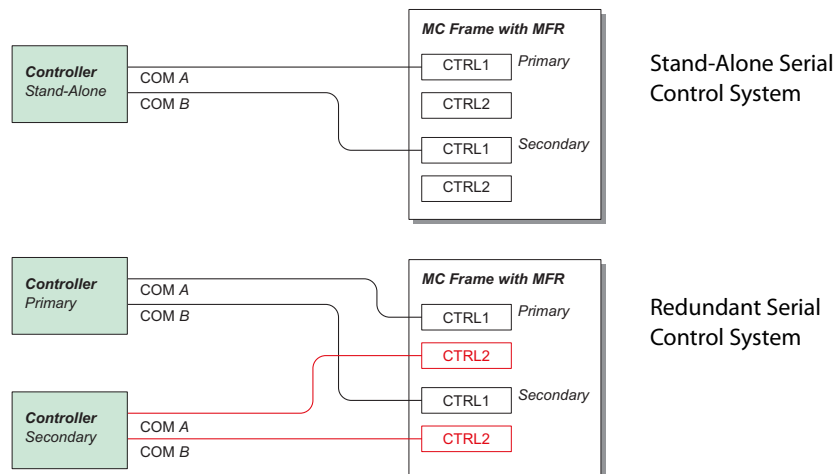 MC Frame with MFR
Controller
Stand-Alone
COM A
COM B
CTRL1
Primary
CTRL2
CTRL1
Secondary
CTRL2
Stand-Alone Serial
Control System
MC Frame with MFR
Controller
Primary
COM A
COM B
CTRL1
Primary
CTRL2
CTRL1
Secondary
CTRL2
Controller
Secondary
COM A
COM B
Redundant Serial
Control System